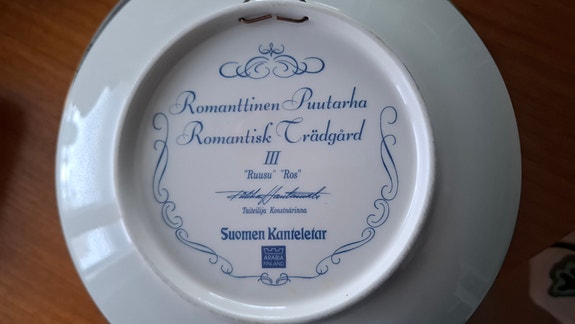 Romanttinen Puutarha
Romantisk Trädgård
III
"Ruusu" "Ros"
Taiteilija Konstnärinna
Suomen Kanteletar
ARABIA
FINLAND